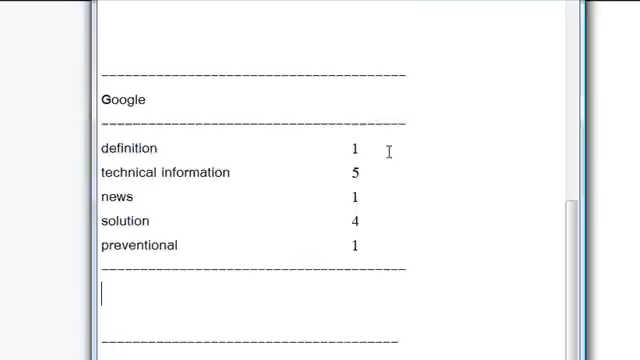 ---------------------------------------
Google
---------------------------------------
definition 1
technical information 5
news 1
solution 4
preventional 1
---------------------------------------
--------------------------------------